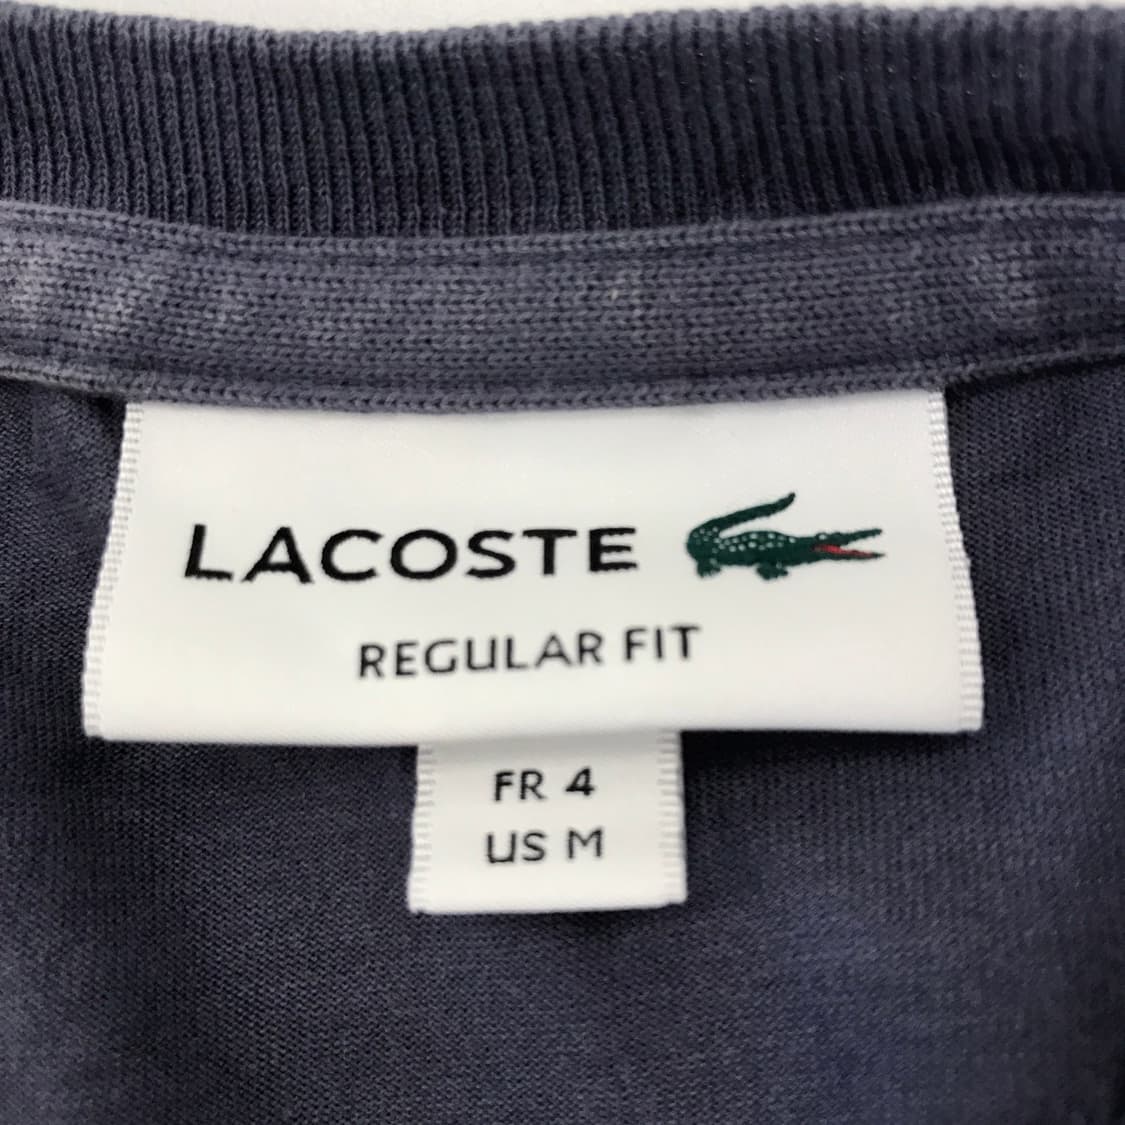 LACOSTE
REGULAR FIT
FR 4
US M